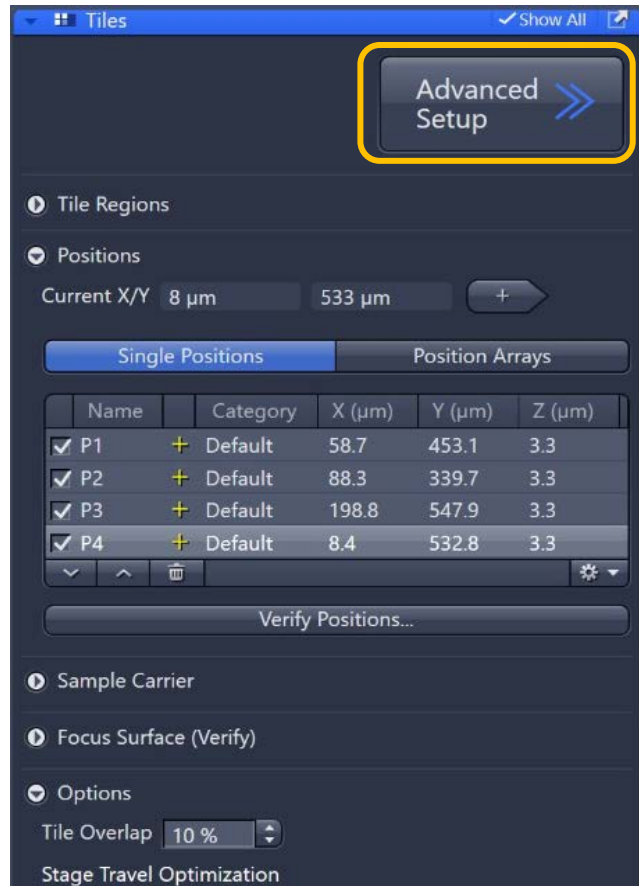 Tiles Show All
Advanced
Setup
Tile Regions
Positions
Current X/Y 8 µm 533 µm +
Single Positions Position Arrays
Name Category X (µm) Y (µm) Z (µm)
P1 Default 58.7 453.1 3.3
P2 Default 88.3 339.7 3.3
P3 Default 198.8 547.9 3.3
P4 Default 8.4 532.8 3.3
Verify Positions...
Sample Carrier
Focus Surface (Verify)
Options
Tile Overlap 10 %
Stage Travel Optimization